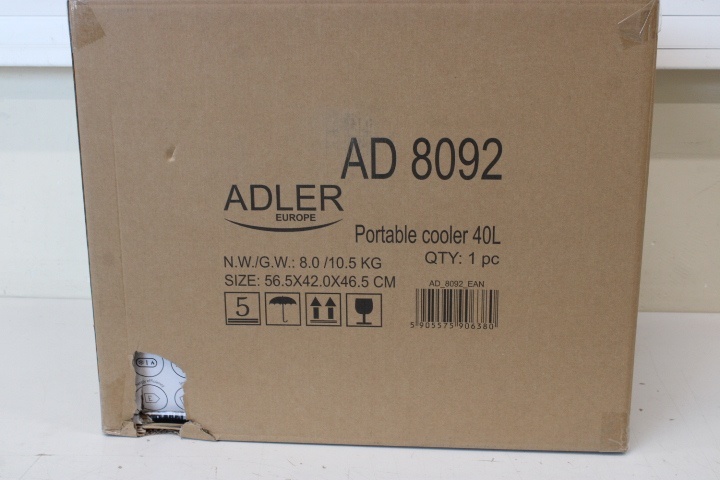 AD 8092
ADLER
EUROPE
Portable cooler 40L
N.W./G.W.: 8.0 /10.5 KG
QTY: 1 pc
SIZE: 56.5X42.0X46.5 CM
AD_8092_EAN
5
5 905575 906380